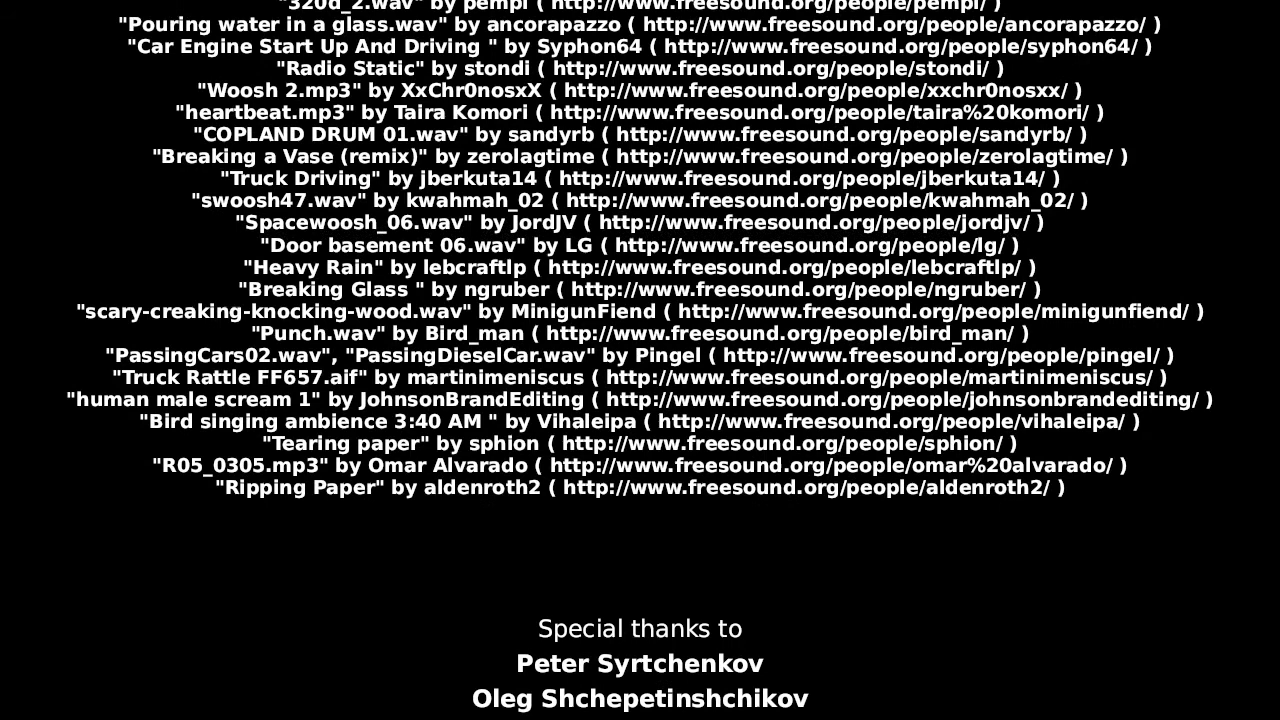 "320d_2.wav" by pempi ( http://www.freesound.org/people/pempi/ )
"Pouring water in a glass.wav" by ancorapazzo ( http://www.freesound.org/people/ancorapazzo/ )
"Car Engine Start Up And Driving " by Syphon64 ( http://www.freesound.org/people/syphon64/ )
"Radio Static" by stondi ( http://www.freesound.org/people/stondi/ )
"Woosh 2.mp3" by XxChr0nosxX ( http://www.freesound.org/people/xxchr0nosxx/ )
"heartbeat.mp3" by Taira Komori ( http://www.freesound.org/people/taira%20komori/ )
"COPLAND DRUM 01.wav" by sandyrb ( http://www.freesound.org/people/sandyrb/ )
"Breaking a Vase (remix)" by zerolagtime ( http://www.freesound.org/people/zerolagtime/ )
"Truck Driving" by jberkuta14 ( http://www.freesound.org/people/jberkuta14/ )
"swoosh47.wav" by kwahmah_02 ( http://www.freesound.org/people/kwahmah_02/ )
"Spacewoosh_06.wav" by JordJV ( http://www.freesound.org/people/jordjv/ )
"Door basement 06.wav" by LG ( http://www.freesound.org/people/lg/ )
"Heavy Rain" by lebcraftlp ( http://www.freesound.org/people/lebcraftlp/ )
"Breaking Glass " by ngruber ( http://www.freesound.org/people/ngruber/ )
"scary-creaking-knocking-wood.wav" by MinigunFiend ( http://www.freesound.org/people/minigunfiend/ )
"Punch.wav" by Bird_man ( http://www.freesound.org/people/bird_man/ )
"PassingCars02.wav", "PassingDieselCar.wav" by Pingel ( http://www.freesound.org/people/pingel/ )
"Truck Rattle FF657.aif" by martinimeniscus ( http://www.freesound.org/people/martinimeniscus/ )
"human male scream 1" by JohnsonBrandEditing ( http://www.freesound.org/people/johnsonbrandediting/ )
"Bird singing ambience 3:40 AM " by Vihaleipa ( http://www.freesound.org/people/vihaleipa/ )
"Tearing paper" by sphion ( http://www.freesound.org/people/sphion/ )
"R05_0305.mp3" by Omar Alvarado ( http://www.freesound.org/people/omar%20alvarado/ )
"Ripping Paper" by aldenroth2 ( http://www.freesound.org/people/aldenroth2/ )
Special thanks to
Peter Syrtchenkov
Oleg Shchepetinshchikov